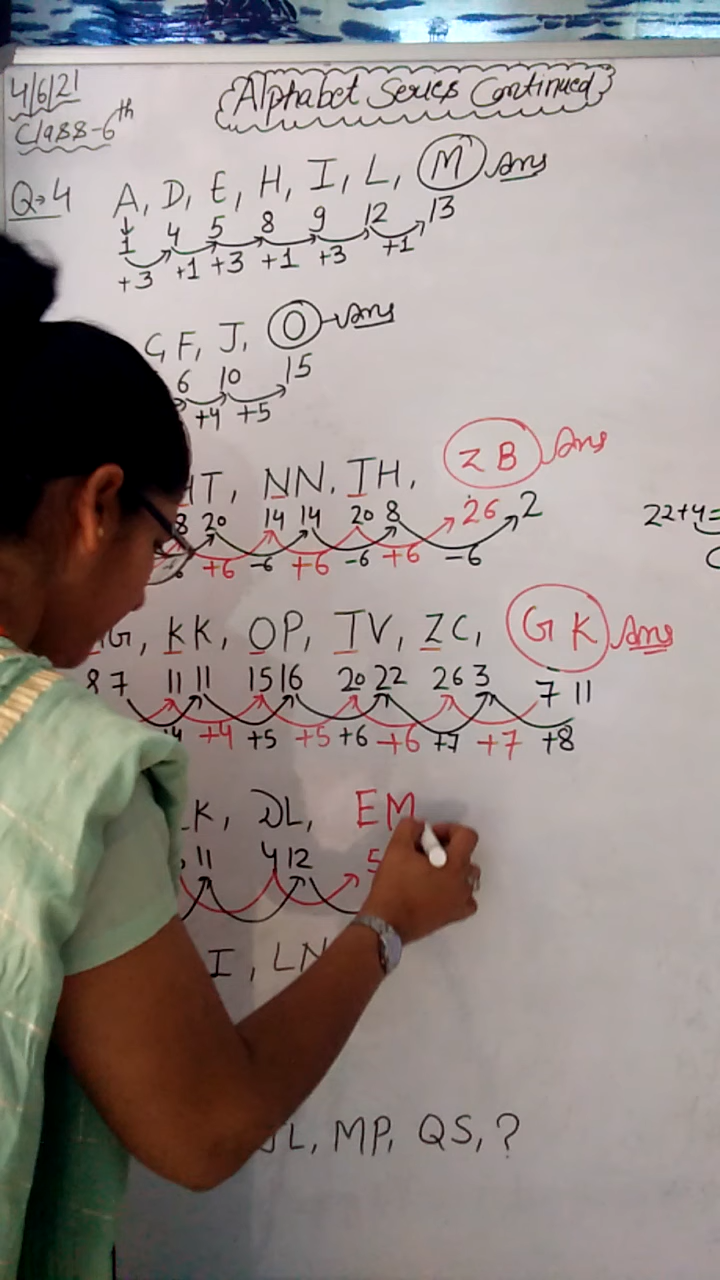 4/6/21
Class-6th
Alphabet Series Continued
Q→4 A, D, E, H, I, L, M Ans
1 4 5 8 9 12 13
+3 +1 +3 +1 +3 +1
F, J, O Ans
6 10 15
+4 +5
HT, NN, TH, ZB Ans
8 20 14 14 20 8 26 2
+6 -6 +6 -6 +6 -6
22+4=
G, KK, OP, TV, ZC, GK Ans
8 7 11 11 15 16 20 22 26 3 7 11
+4 +5 +5 +6 +6 +7 +7 +8
K, DL, EM
11 4 12 5
I, LN
L, MP, QS, ?